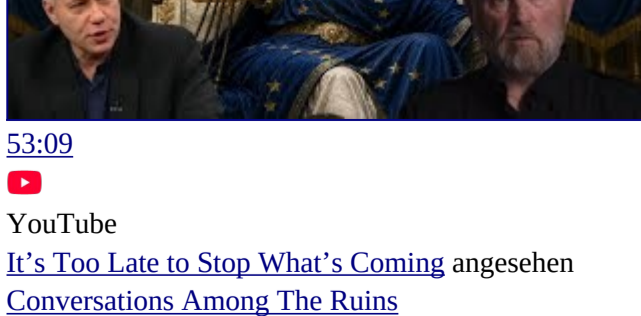 53:09
YouTube
It’s Too Late to Stop What’s Coming angesehen
Conversations Among The Ruins